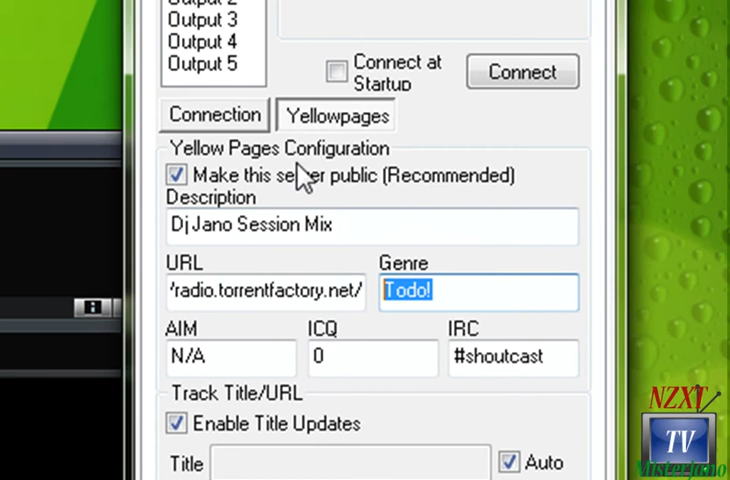 Output 3
Output 4
Output 5
Connect at
Startup
Connect
Connection
Yellowpages
Yellow Pages Configuration
Make this server public (Recommended)
Description
Dj Jano Session Mix
URL
Genre
'radio.torrentfactory.net/
Todo!
AIM
ICQ
IRC
N/A
0
#shoutcast
Track Title/URL
Enable Title Updates
Title
Auto
NZXT
TV
Misterjano